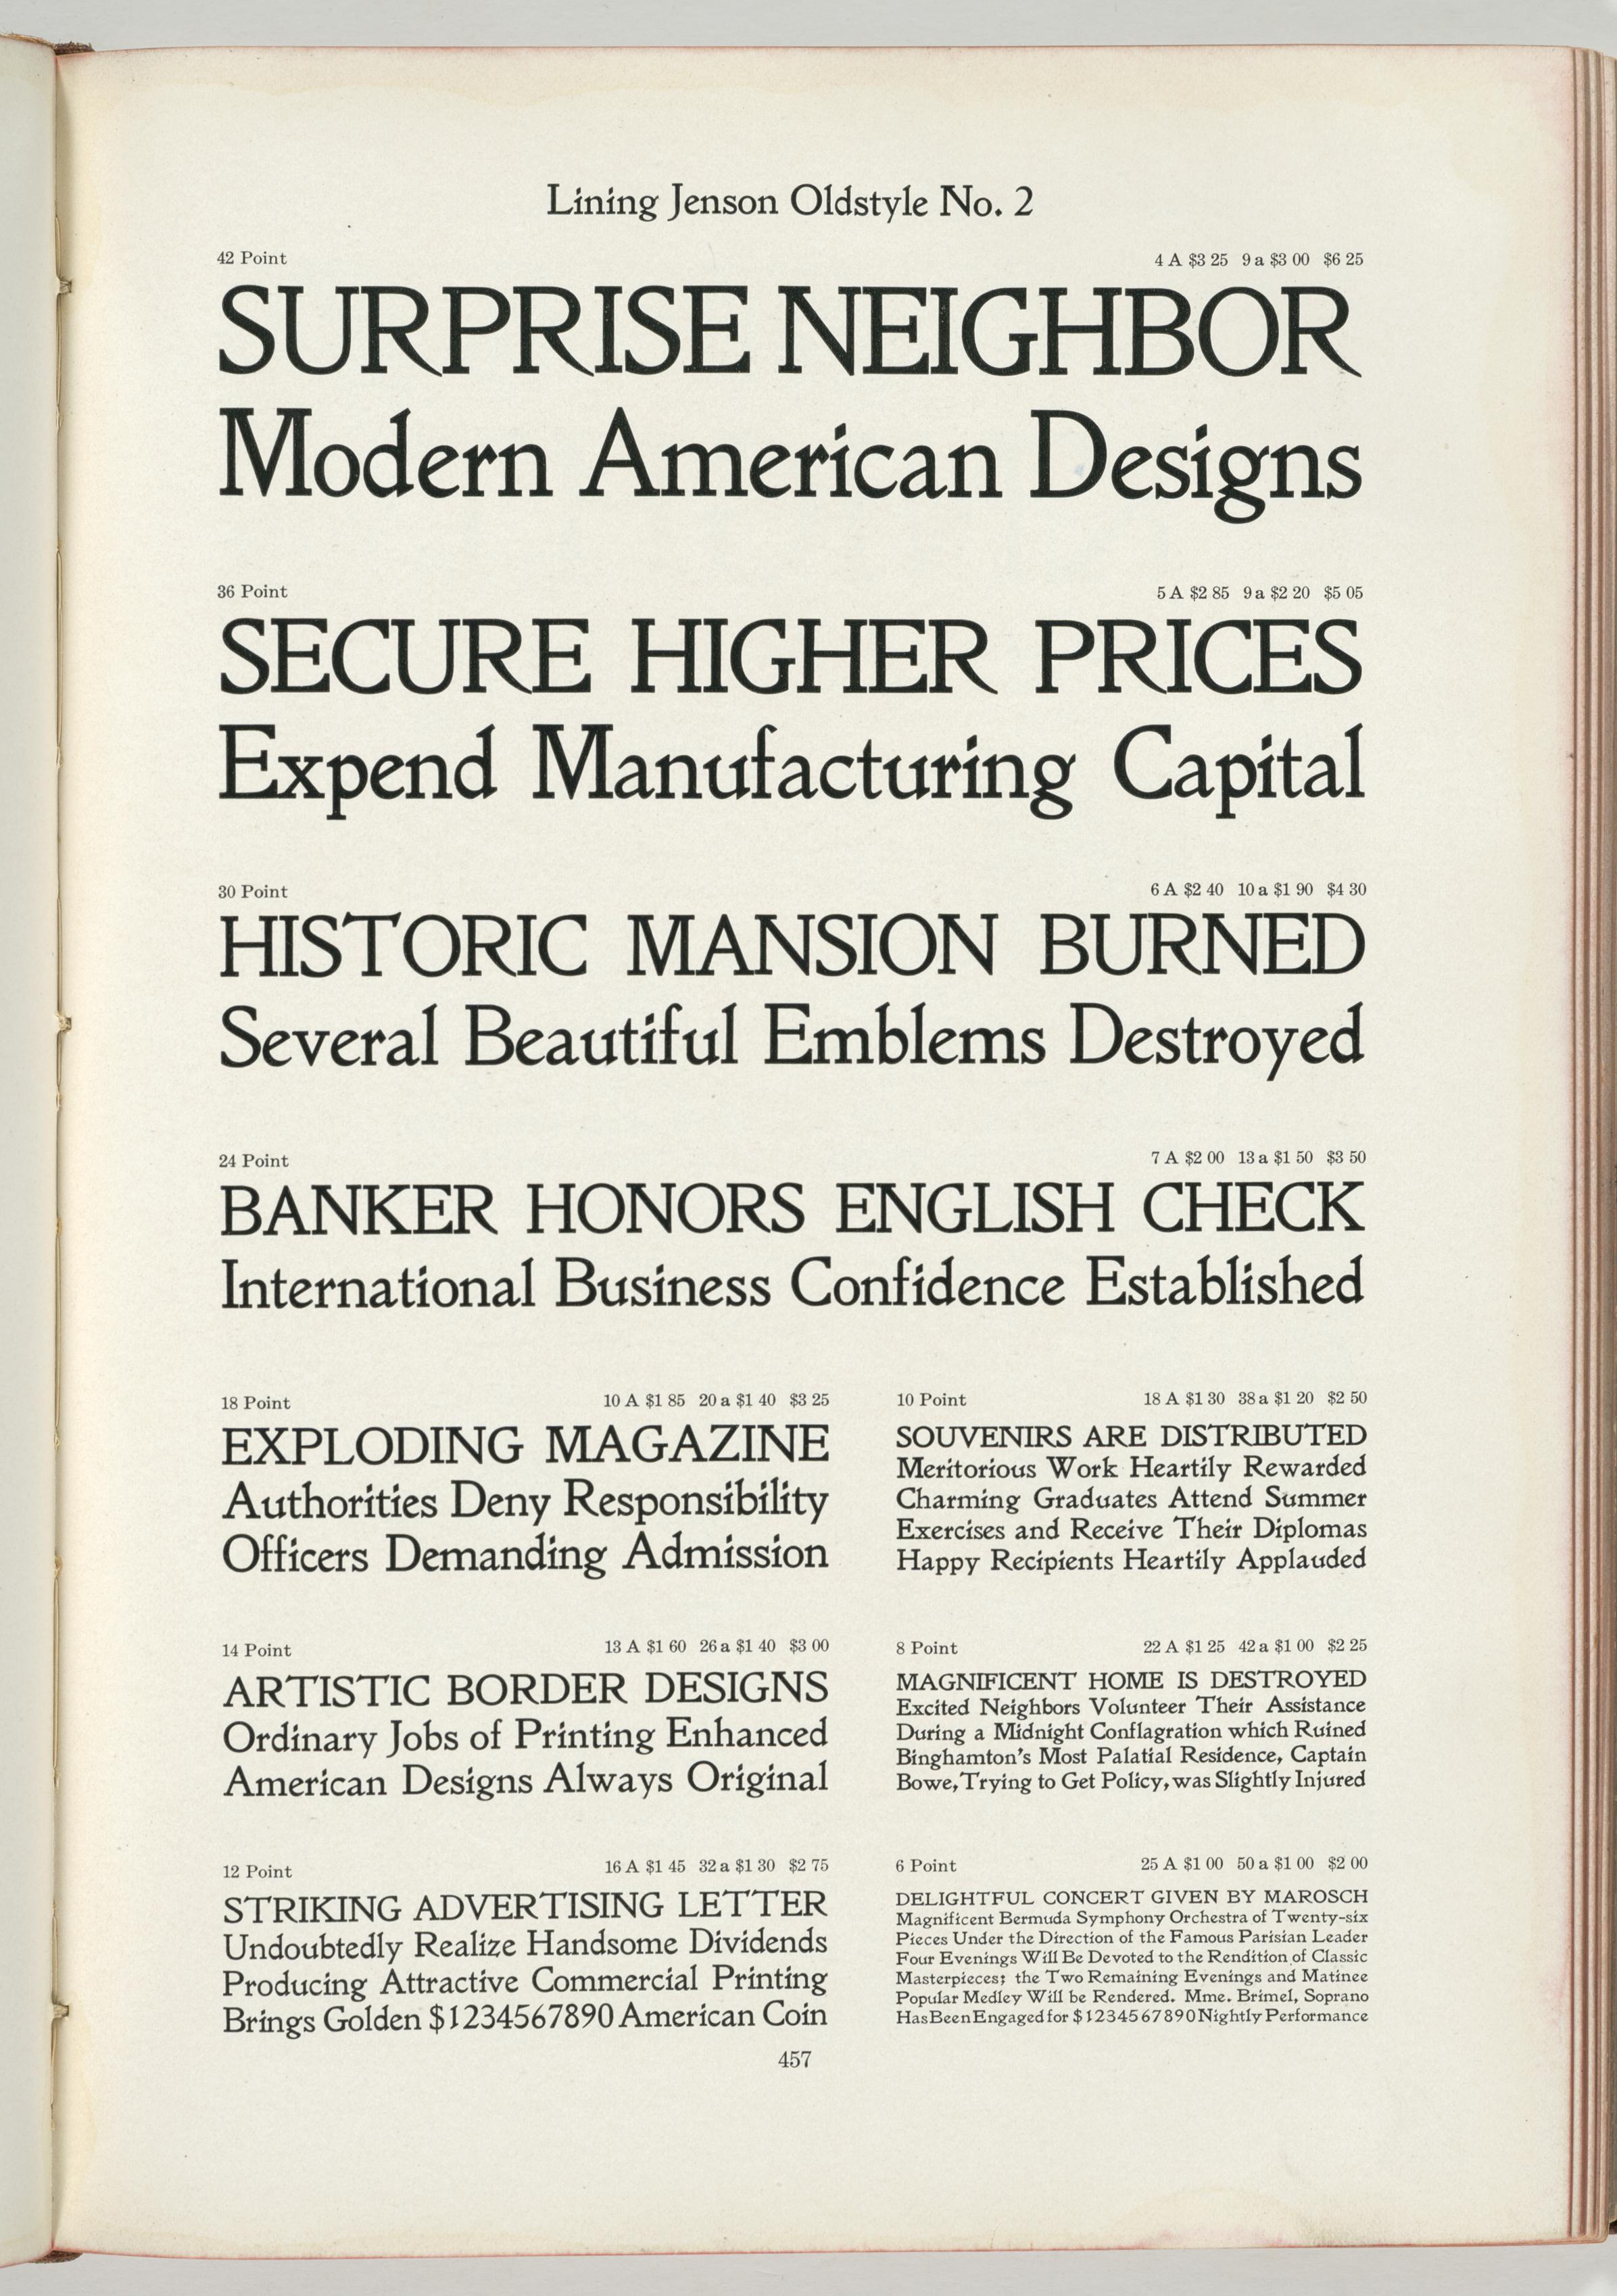 Lining Jenson Oldstyle No. 2
42 Point 4 A $3 25 9 a $3 00 $6 25
SURPRISE NEIGHBOR
Modern American Designs
36 Point 5 A $2 85 9 a $2 20 $5 05
SECURE HIGHER PRICES
Expend Manufacturing Capital
30 Point 6 A $2 40 10 a $1 90 $4 30
HISTORIC MANSION BURNED
Several Beautiful Emblems Destroyed
24 Point 7 A $2 00 13 a $1 50 $3 50
BANKER HONORS ENGLISH CHECK
International Business Confidence Established
18 Point 10 A $1 85 20 a $1 40 $3 25
EXPLODING MAGAZINE
Authorities Deny Responsibility
Officers Demanding Admission
14 Point 13 A $1 60 26 a $1 40 $3 00
ARTISTIC BORDER DESIGNS
Ordinary Jobs of Printing Enhanced
American Designs Always Original
12 Point 16 A $1 45 32 a $1 30 $2 75
STRIKING ADVERTISING LETTER
Undoubtedly Realize Handsome Dividends
Producing Attractive Commercial Printing
Brings Golden $1234567890 American Coin
10 Point 18 A $1 30 38 a $1 20 $2 50
SOUVENIRS ARE DISTRIBUTED
Meritorious Work Heartily Rewarded
Charming Graduates Attend Summer
Exercises and Receive Their Diplomas
Happy Recipients Heartily Applauded
8 Point 22 A $1 25 42 a $1 00 $2 25
MAGNIFICENT HOME IS DESTROYED
Excited Neighbors Volunteer Their Assistance
During a Midnight Conflagration which Ruined
Binghamton's Most Palatial Residence, Captain
Bowe, Trying to Get Policy, was Slightly Injured
6 Point 25 A $1 00 50 a $1 00 $2 00
DELIGHTFUL CONCERT GIVEN BY MAROSCH
Magnificent Bermuda Symphony Orchestra of Twenty-six
Pieces Under the Direction of the Famous Parisian Leader
Four Evenings Will Be Devoted to the Rendition of Classic
Masterpieces; the Two Remaining Evenings and Matinee
Popular Medley Will be Rendered. Mme. Brimel, Soprano
Has Been Engaged for $1234567890 Nightly Performance
457